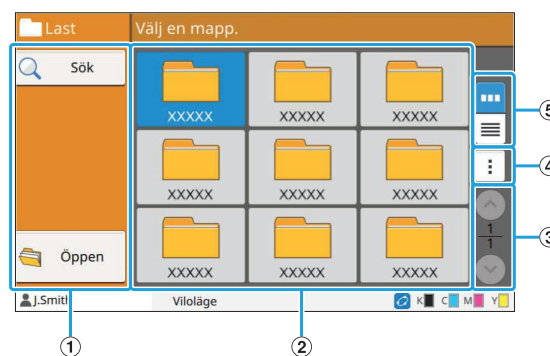 Last
Välj en mapp.
Sök
Öppen
XXXXX XXXXX XXXXX
XXXXX XXXXX XXXXX
XXXXX XXXXX XXXXX
1
1
5
4
3
J.Smith
Viloläge
K C M Y
1
2